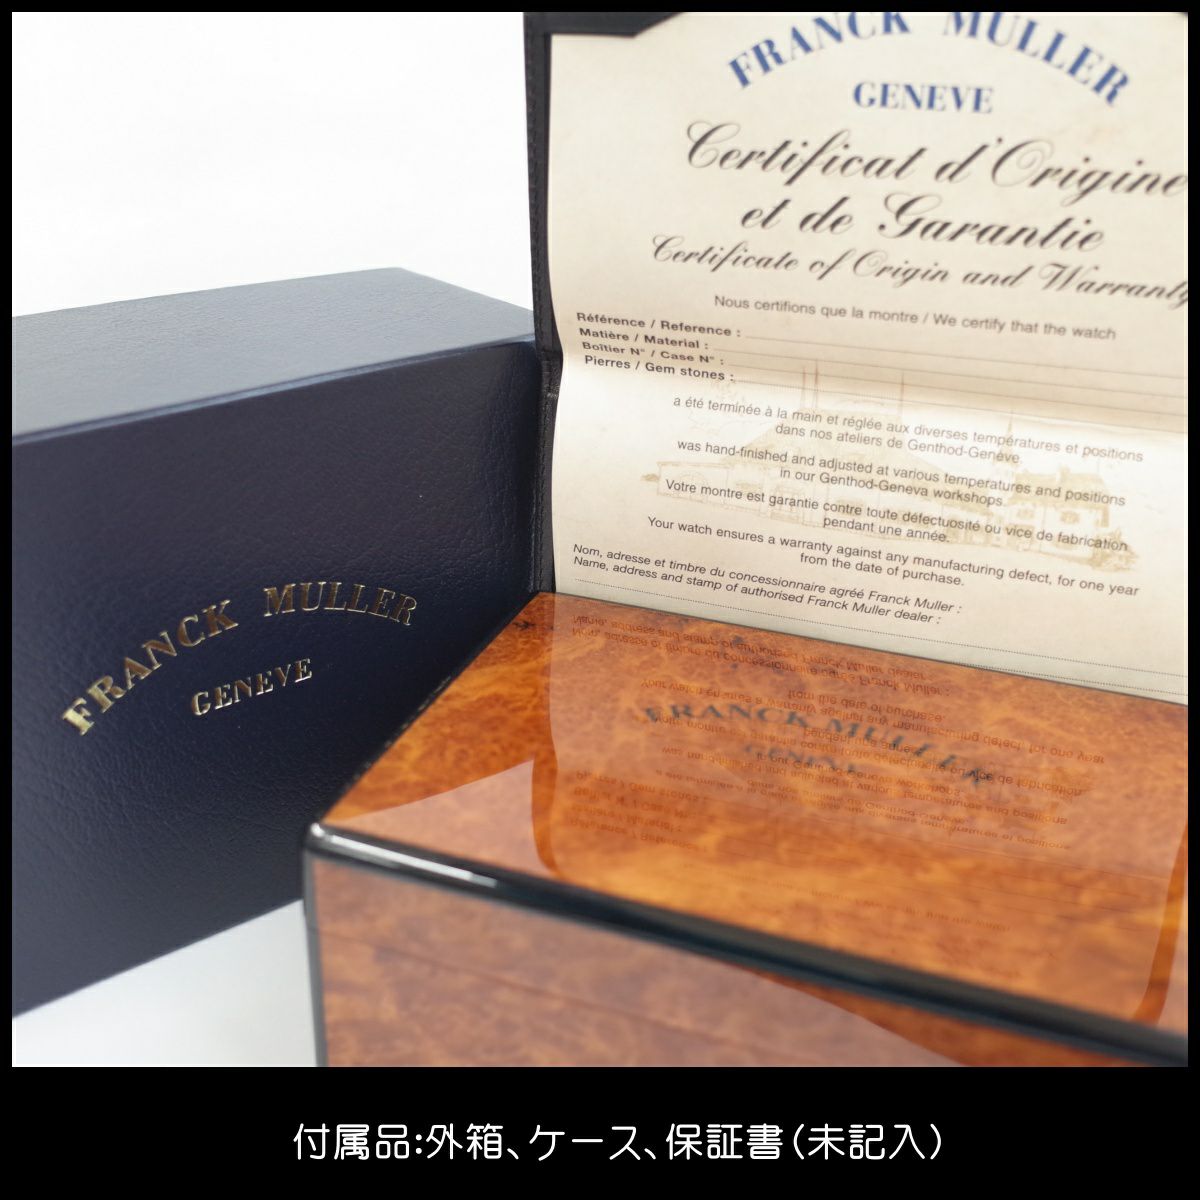 FRANCK MULLER
GENEVE
Certificat d'Origine
et de Garantie
Certificate of Origin and Warranty
Nous certifions que la montre / We certify that the watch
Référence / Reference :
Matière / Material :
Boîtier N° / Case N° :
Pierres / Gem stones :
a été terminée à la main et réglée aux diverses températures et positions
dans nos ateliers de Genthod-Genève
was hand-finished and adjusted at various temperatures and positions
in our Genthod-Geneva workshops
Votre montre est garantie contre toute défectuosité ou vice de fabrication
pendant une année.
Your watch ensures a warranty against any manufacturing defect, for one year
from the date of purchase.
Nom, adresse et timbre du concessionnaire agréé Franck Muller :
Name, address and stamp of authorised Franck Muller dealer :
FRANCK MULLER
GENEVE
FRANCK MULLER
GENEVE
付属品:外箱、ケース、保証書(未記入)